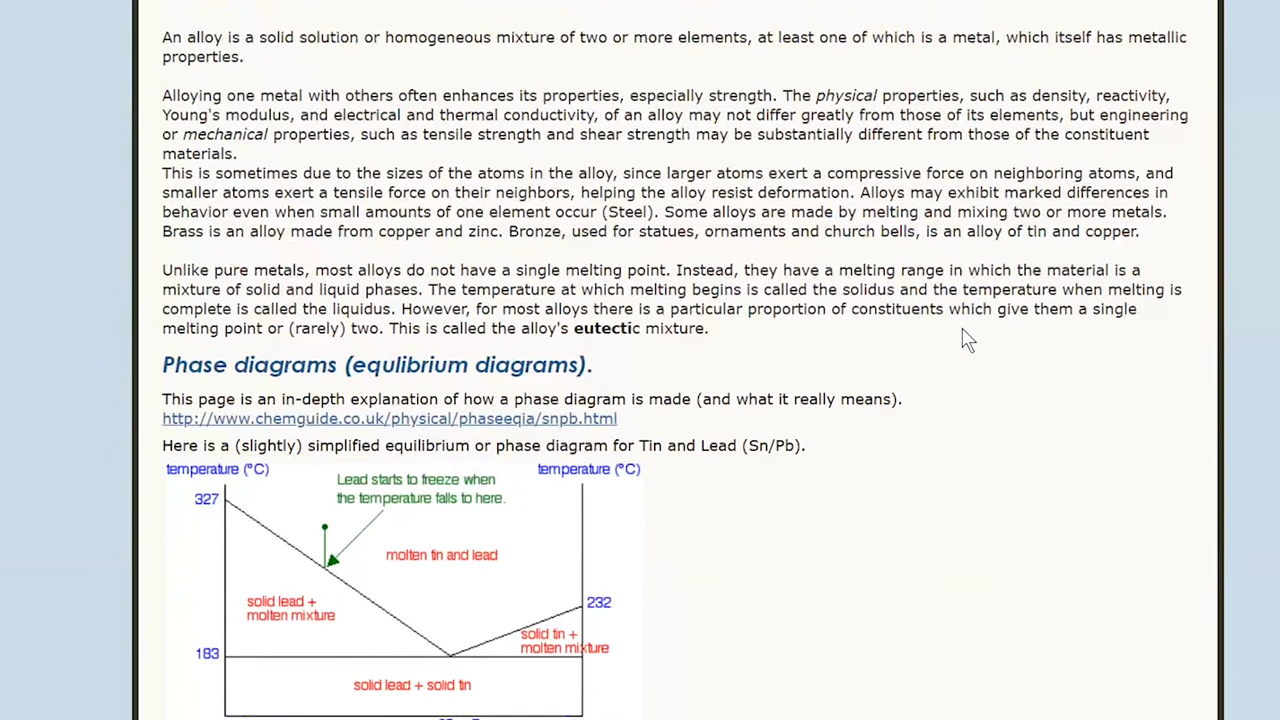 An alloy is a solid solution or homogeneous mixture of two or more elements, at least one of which is a metal, which itself has metallic
properties.
Alloying one metal with others often enhances its properties, especially strength. The physical properties, such as density, reactivity,
Young's modulus, and electrical and thermal conductivity, of an alloy may not differ greatly from those of its elements, but engineering
or mechanical properties, such as tensile strength and shear strength may be substantially different from those of the constituent
materials.
This is sometimes due to the sizes of the atoms in the alloy, since larger atoms exert a compressive force on neighboring atoms, and
smaller atoms exert a tensile force on their neighbors, helping the alloy resist deformation. Alloys may exhibit marked differences in
behavior even when small amounts of one element occur (Steel). Some alloys are made by melting and mixing two or more metals.
Brass is an alloy made from copper and zinc. Bronze, used for statues, ornaments and church bells, is an alloy of tin and copper.
Unlike pure metals, most alloys do not have a single melting point. Instead, they have a melting range in which the material is a
mixture of solid and liquid phases. The temperature at which melting begins is called the solidus and the temperature when melting is
complete is called the liquidus. However, for most alloys there is a particular proportion of constituents which give them a single
melting point or (rarely) two. This is called the alloy's eutectic mixture.
Phase diagrams (equlibrium diagrams).
This page is an in-depth explanation of how a phase diagram is made (and what it really means).
http://www.chemguide.co.uk/physical/phaseeqia/snpb.html
Here is a (slightly) simplified equilibrium or phase diagram for Tin and Lead (Sn/Pb).
temperature (°C)
temperature (°C)
Lead starts to freeze when
the temperature falls to here.
327
molten tin and lead
solid lead +
molten mixture
232
solid tin +
molten mixture
183
solid lead + solid tin